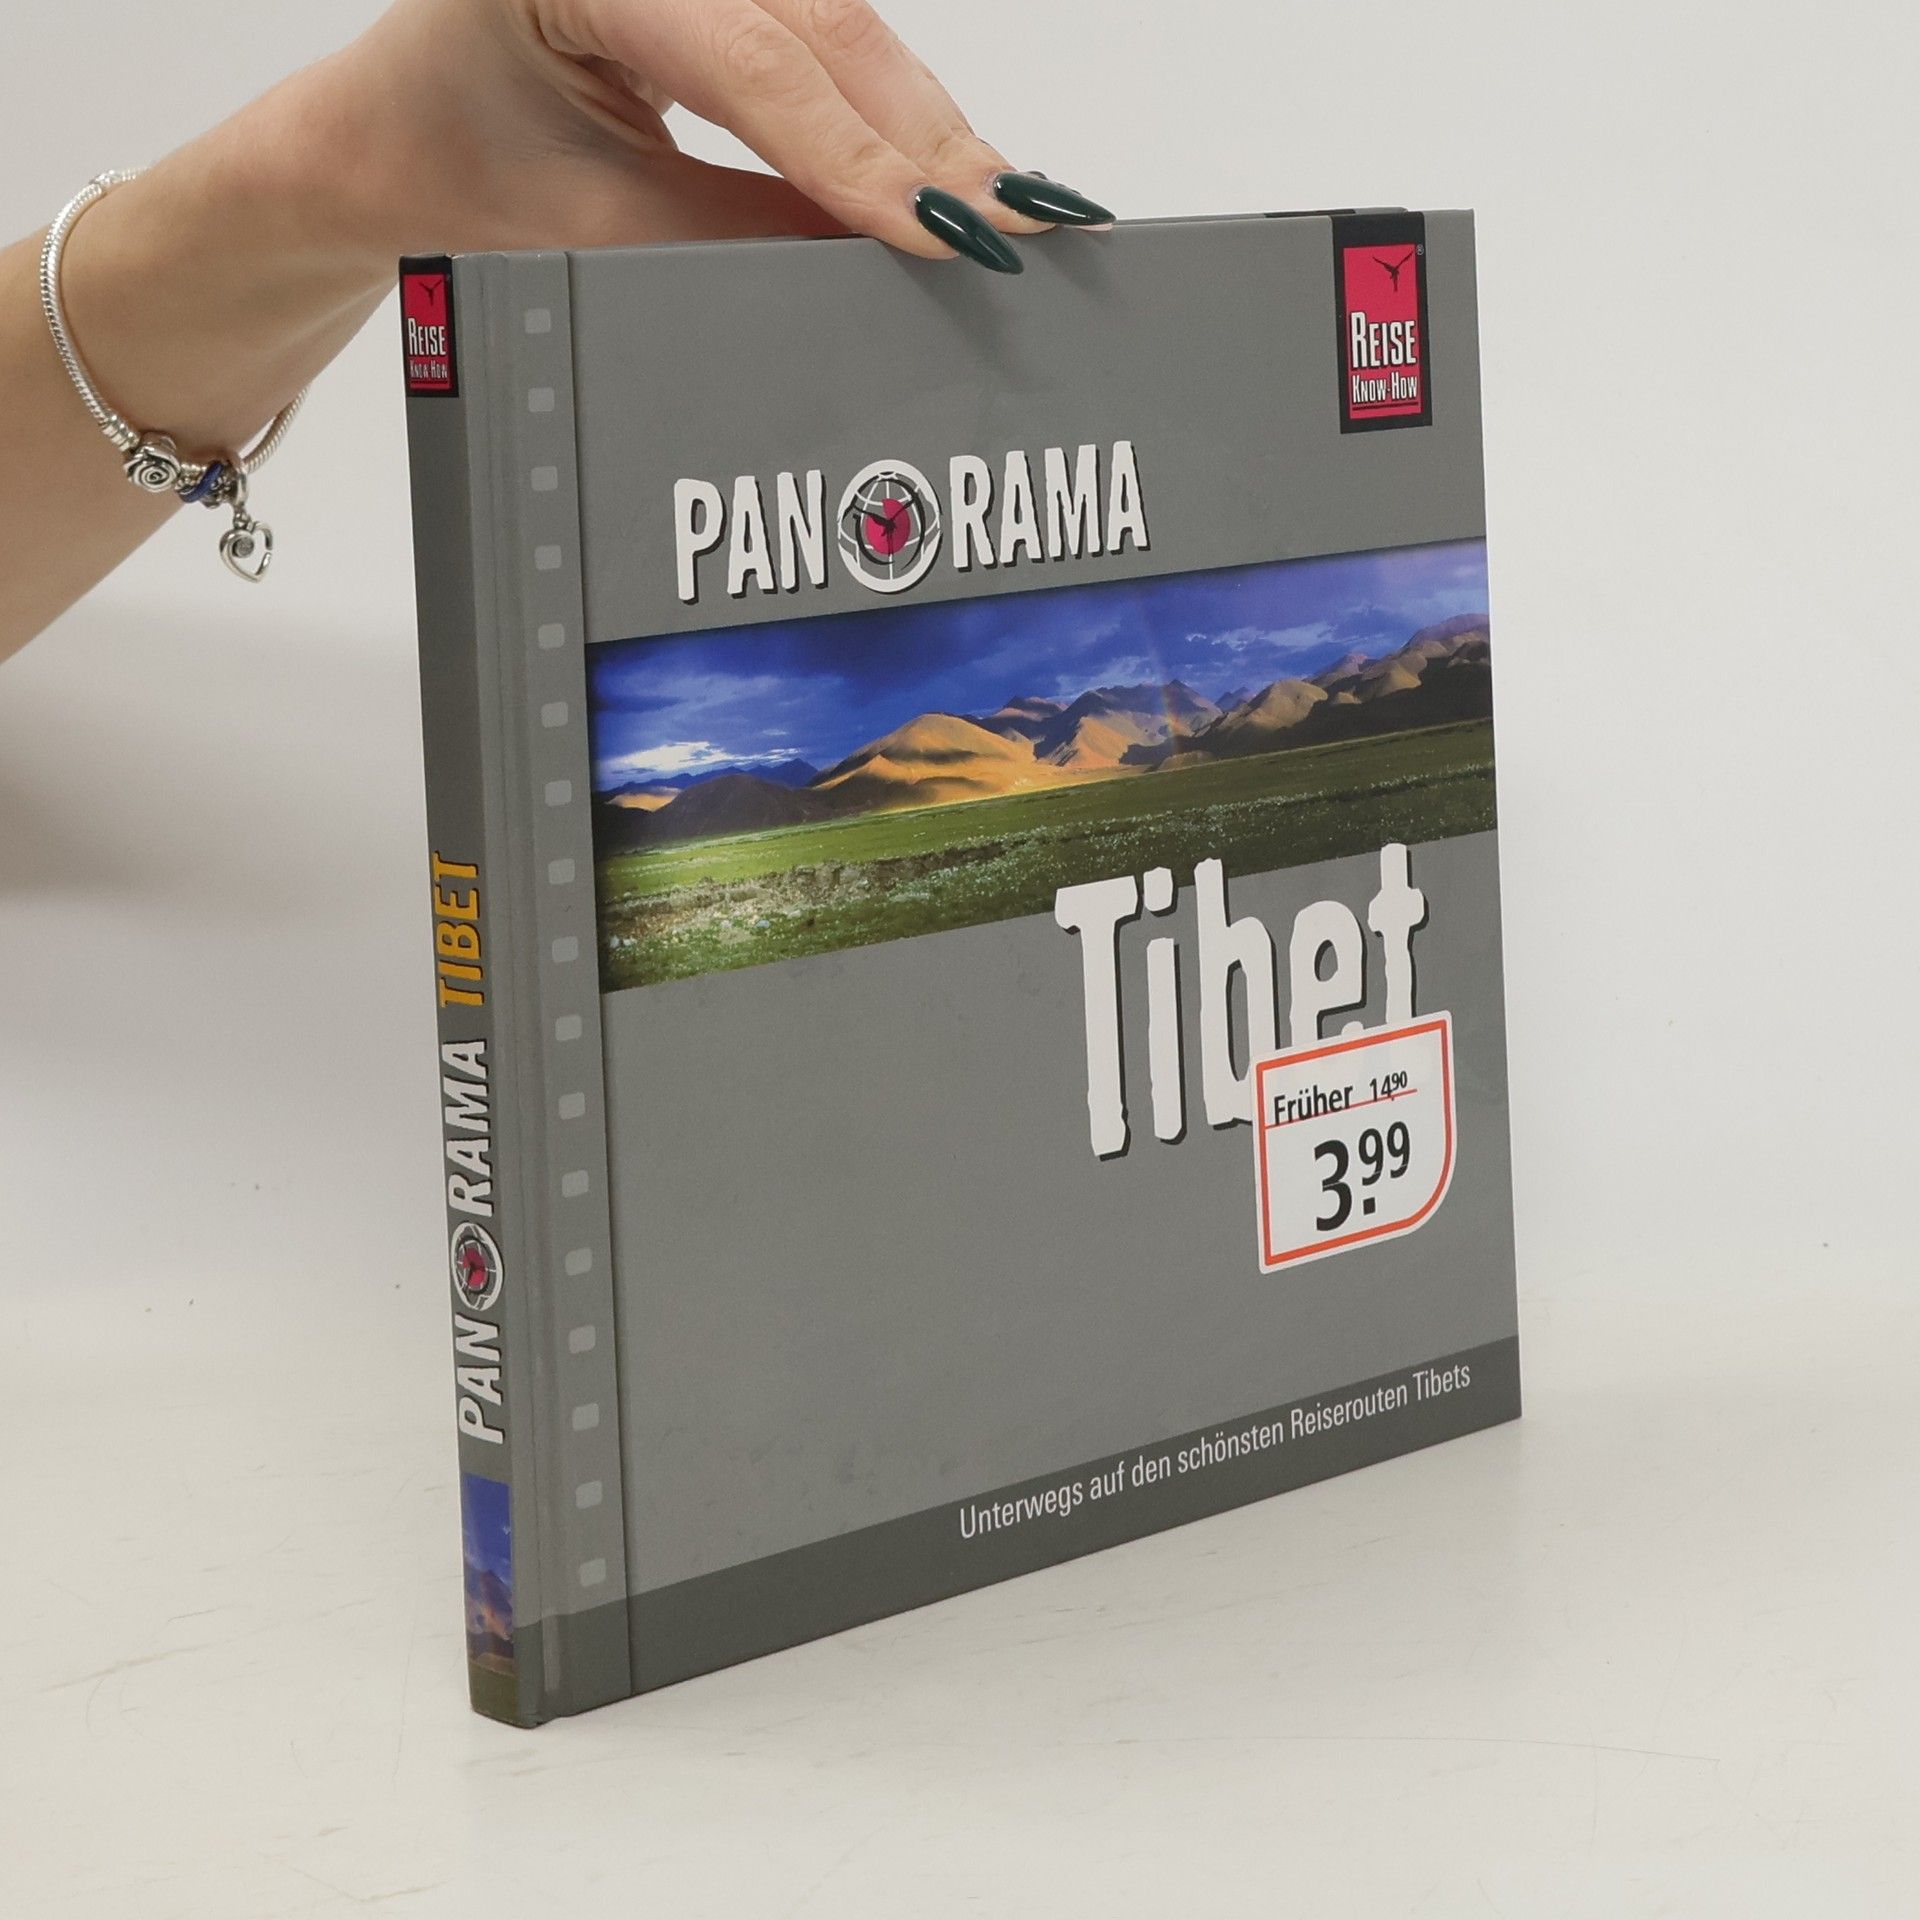 REISE
KNOW-HOW
PANORAMA TIBET
REISE
KNOW-HOW
®
PANORAMA
Tibet
Früher 14,90
3.99
Unterwegs auf den schönsten Reiserouten Tibets